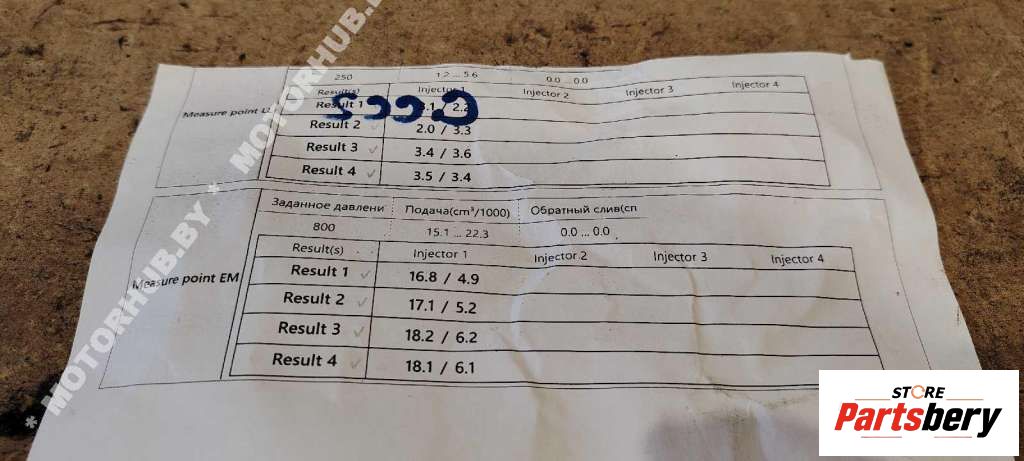 250 1.2 ... 5.6 0.0 ... 0.0
Result(s) Injector 1 Injector 2 Injector 3 Injector 4
Measure point
Result 1 / 2.2
Result 2 2.0 / 3.3
Result 3 ✓ 3.4 / 3.6
Result 4 ✓ 3.5 / 3.4
Заданное давлени Подача(cm³/1000) Обратный слив(сп
800 15.1 ... 22.3 0.0 ... 0.0
Result(s) Injector 1 Injector 2 Injector 3 Injector 4
Measure point EM
Result 1 ✓ 16.8 / 4.9
Result 2 ✓ 17.1 / 5.2
Result 3 ✓ 18.2 / 6.2
Result 4 ✓ 18.1 / 6.1
* MOTORHUB.BY * MOTORHUB.BY
STORE
Partsbery